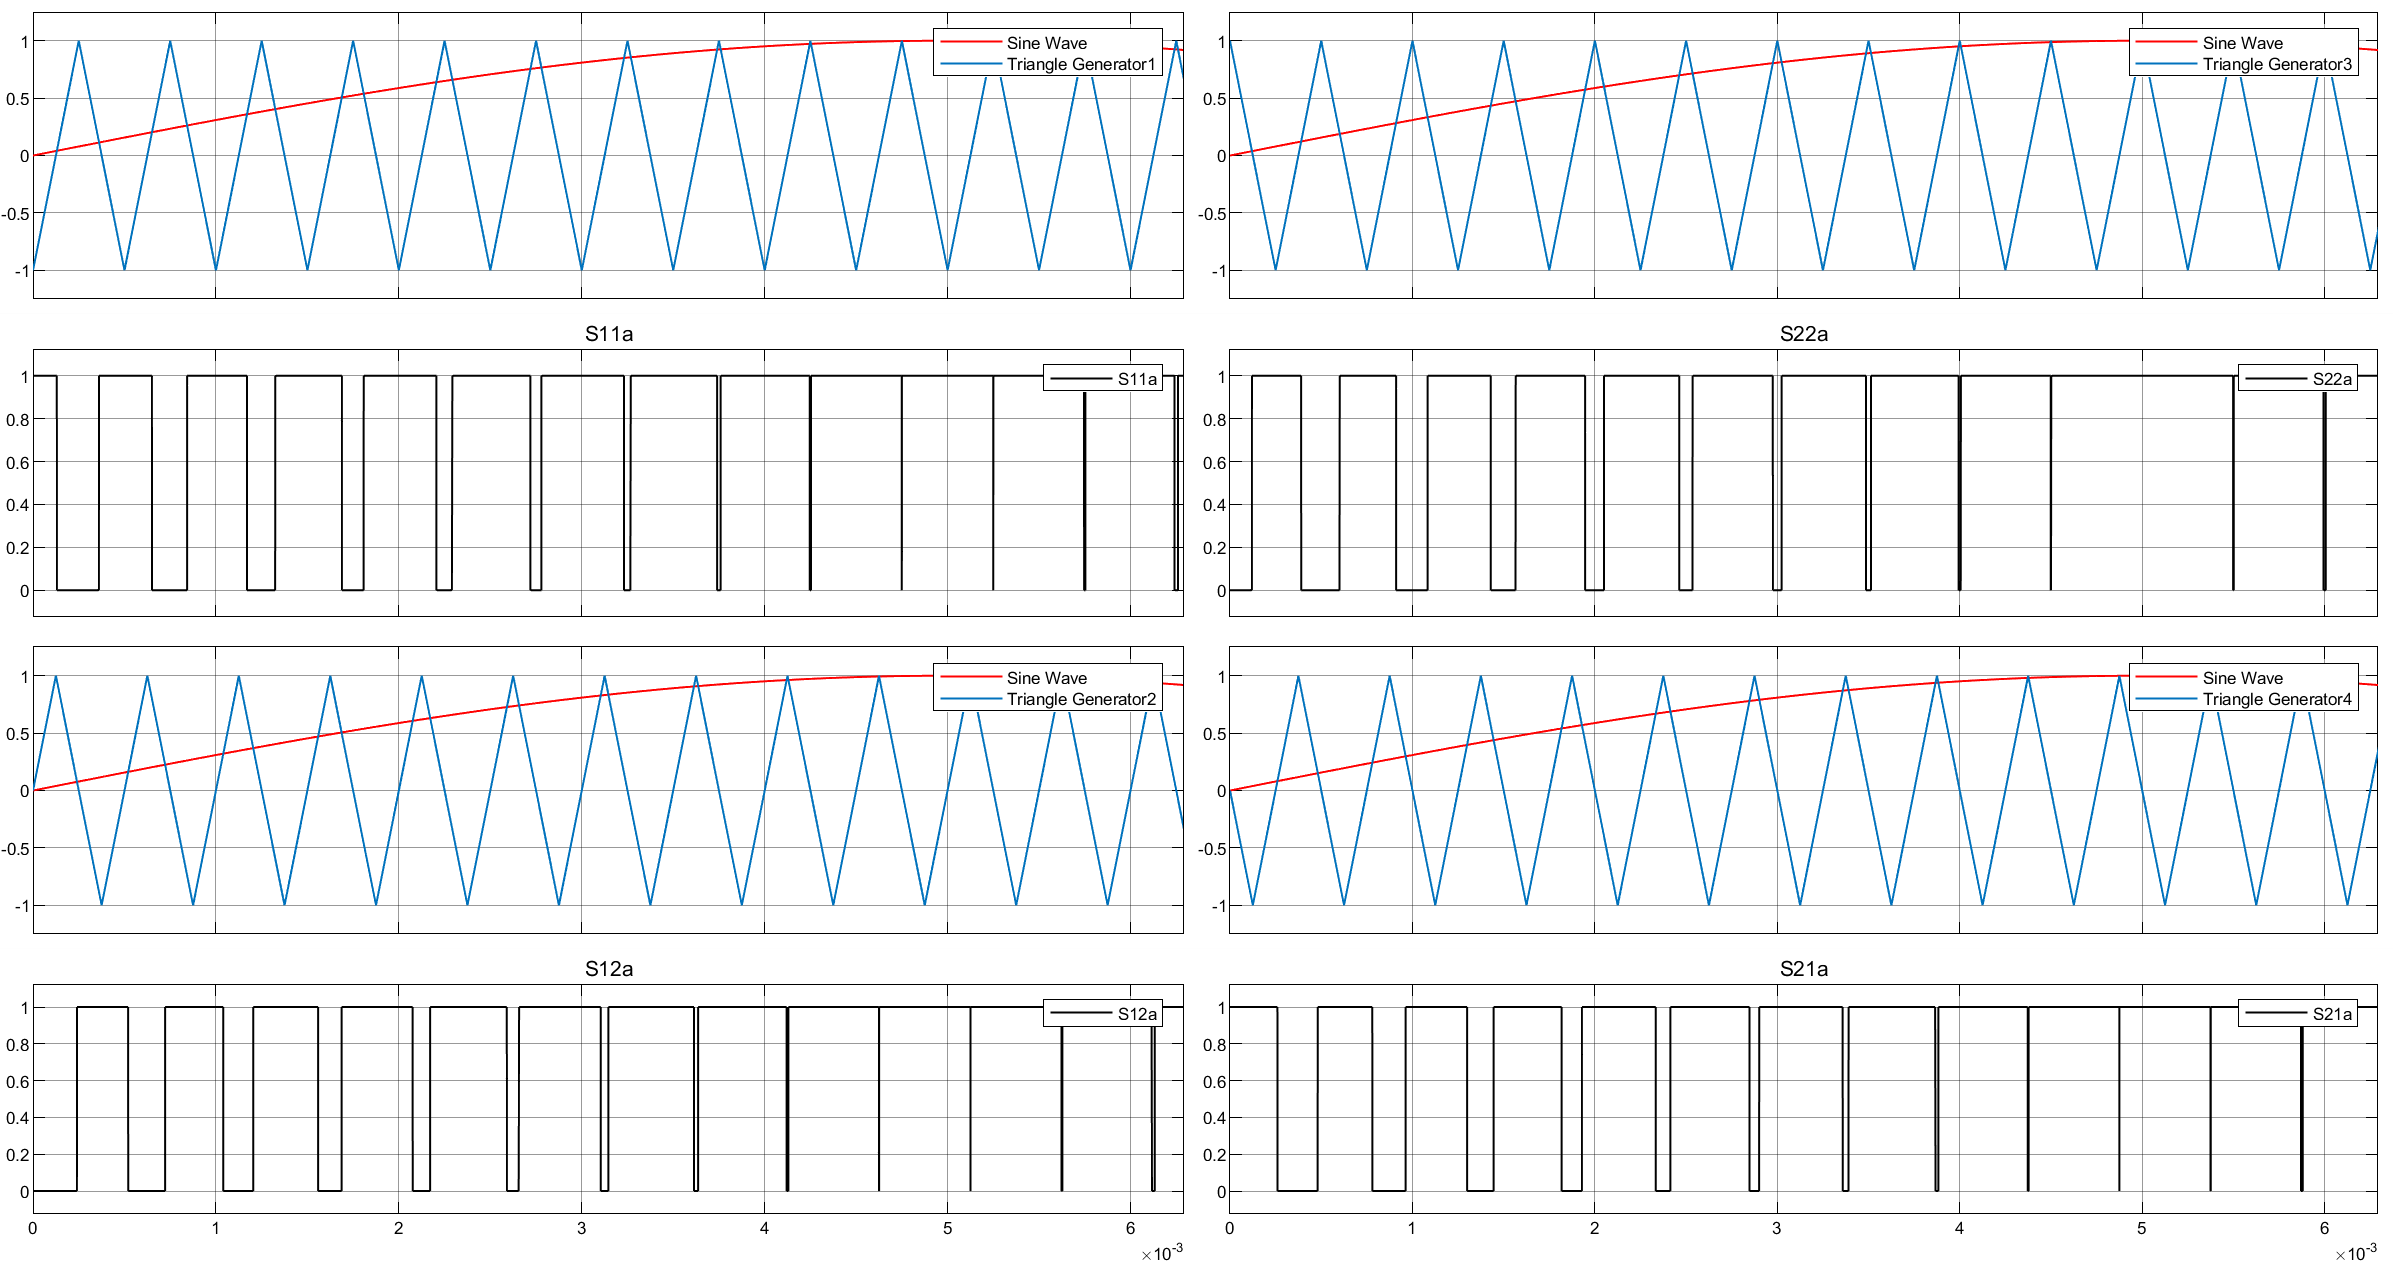 1
0.5
0
-0.5
-1
Sine Wave
Triangle Generator1
1
0.5
0
-0.5
-1
Sine Wave
Triangle Generator3
S11a
1
0.8
0.6
0.4
0.2
0
S11a
S22a
1
0.8
0.6
0.4
0.2
0
S22a
1
0.5
0
-0.5
-1
Sine Wave
Triangle Generator2
1
0.5
0
-0.5
-1
Sine Wave
Triangle Generator4
S12a
1
0.8
0.6
0.4
0.2
0
S12a
0 1 2 3 4 5 6
×10-3
S21a
1
0.8
0.6
0.4
0.2
0
S21a
0 1 2 3 4 5 6
×10-3